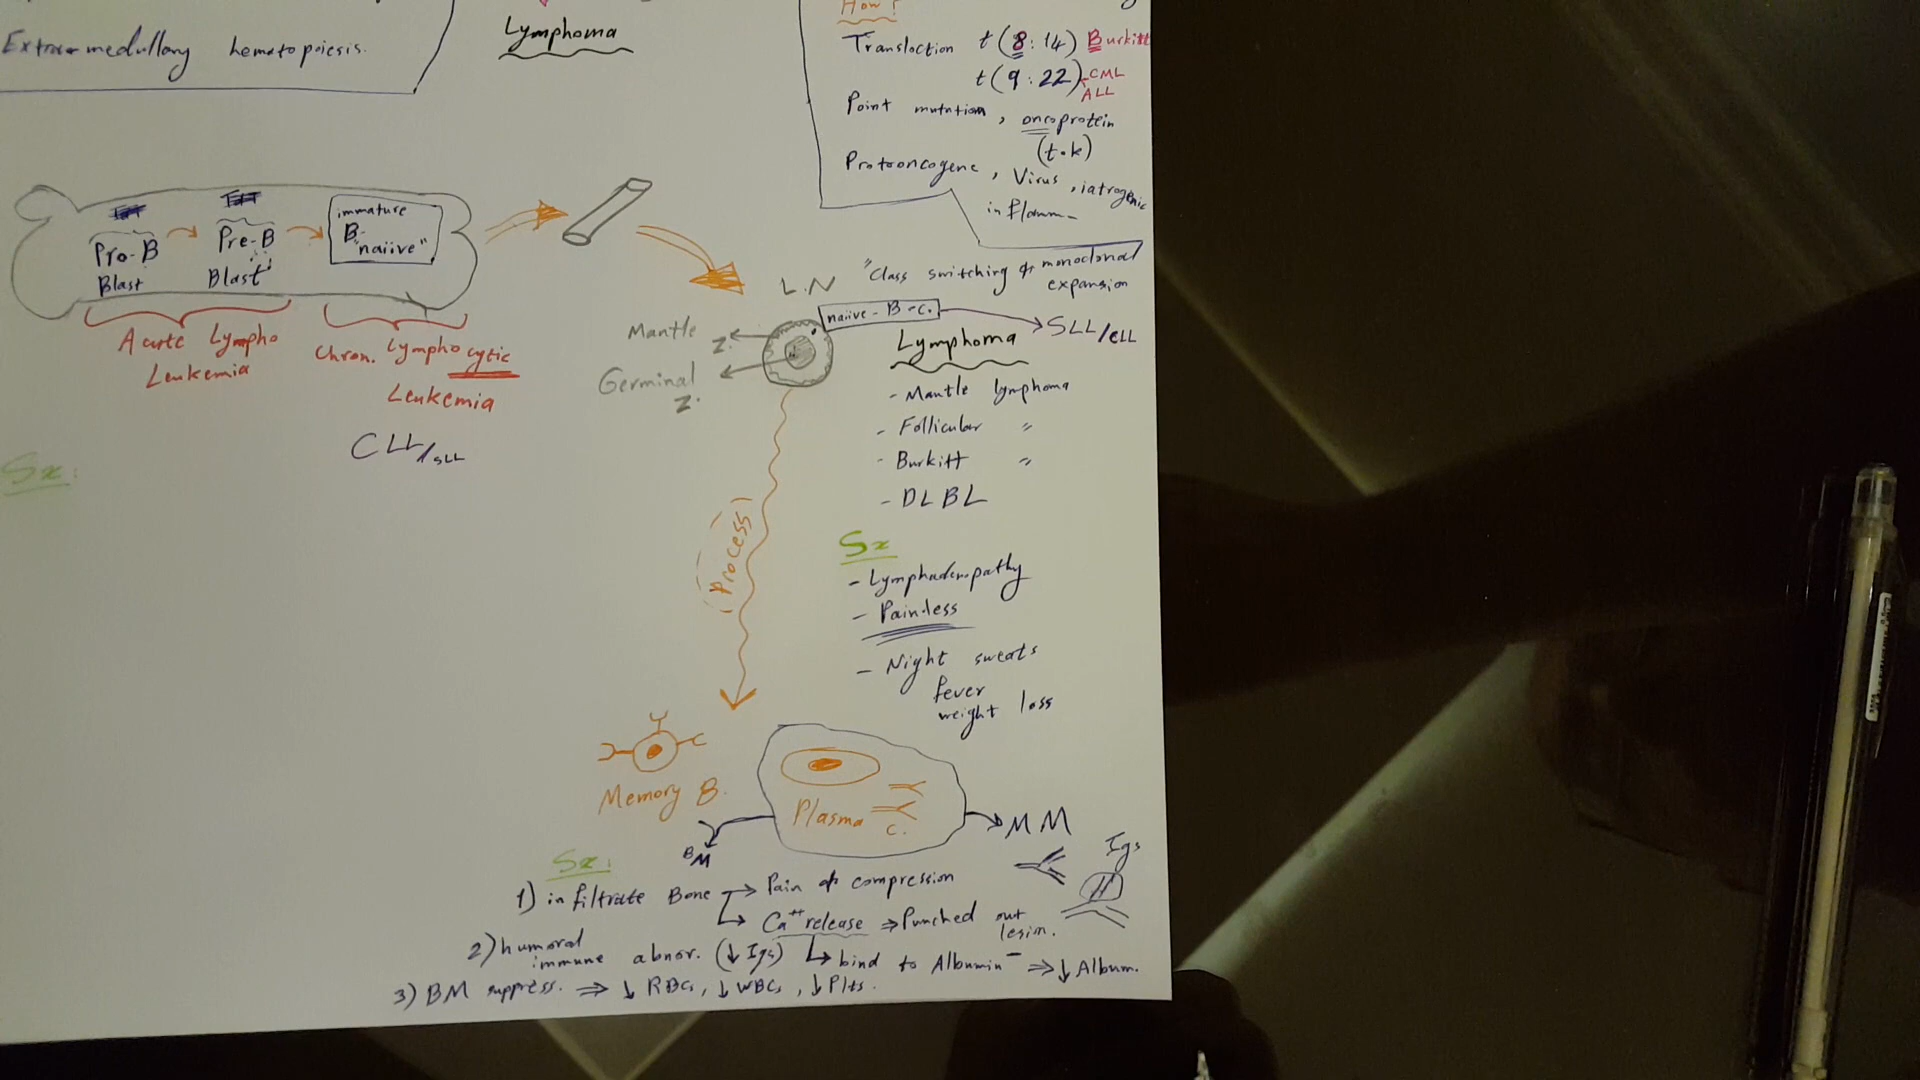 Extramedullary hematopoiesis.
Lymphoma
How?
Transloction t(8:14) Burkitt
t(9:22) CML
ALL
Point mutation, oncoprotein
(t.k)
Protooncogene, Virus, iatrogenic
inflamm-
Pro-B
Blast
Pre-B
Blast
immature
B-
"naiive"
Acute Lympho
Leukemia
Chron. Lymphocytic
Leukemia
CLL/SLL
Sx:
L.N
"Class switching & monoclonal
expansion
naiive-B-c.
SLL/CLL
Mantle
Z.
Germinal
Z.
Lymphoma
- Mantle lymphoma
- Follicular "
- Burkitt "
- DLBL
Sx
- Lymphadenopathy
- Painless
- Night sweats
fever
weight loss
(Process)
Memory B.
Plasma
c.
BM
MM
Igs
Sx:
1) infiltrate Bone → Pain & compression
↳ Ca++ release ⇒ Punched out
lesion.
2) humoral
immune abnor. (↓ Igs) ↳ bind to Albumin⁻ ⇒ ↓ Album.
3) BM suppress. ⇒ ↓ RBCs, ↓ WBCs, ↓ Plts.